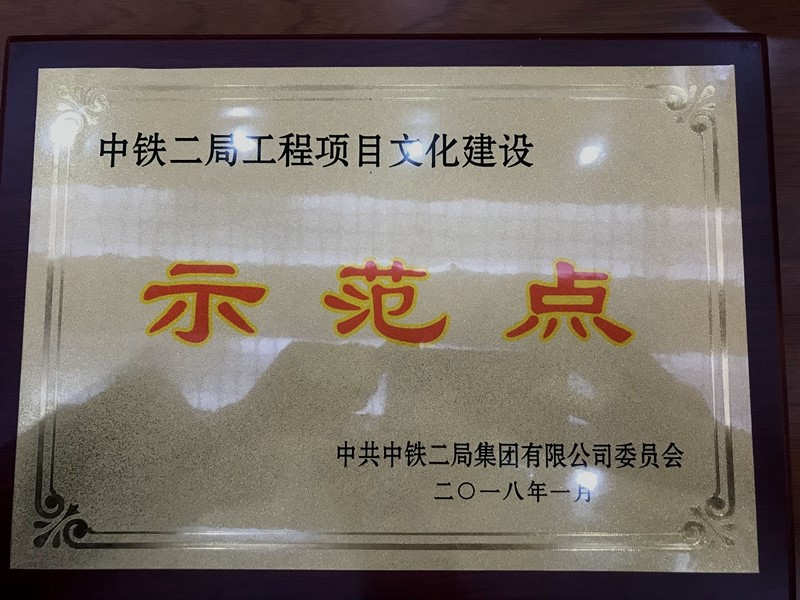 中铁二局工程项目文化建设
示范点
中共中铁二局集团有限公司委员会
二〇一八年一月